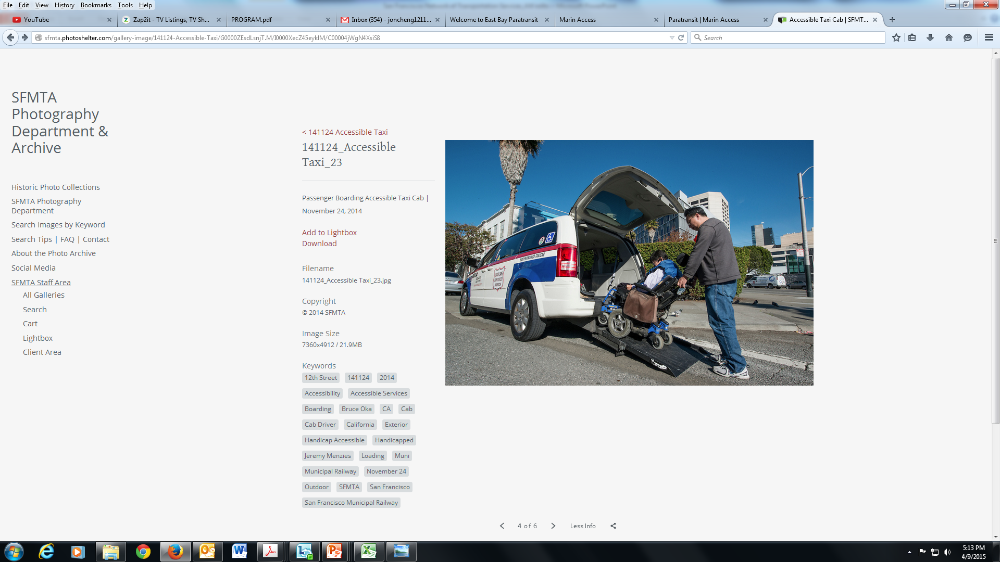 File Edit View History Bookmarks Tools Help
YouTube
Zap2it - TV Listings, TV Sh...
PROGRAM.pdf
Inbox (354) - joncheng1211...
Welcome to East Bay Paratransit
Marin Access
Paratransit | Marin Access
Accessible Taxi Cab | SFMT...
sfmta.photoshelter.com/gallery-image/141124-Accessible-Taxi/G0000ZEsdLsnjT.M/I0000XecZ45eykIM/C00004jWgN4XsiS8
Search
SFMTA
Photography
Department &
Archive
Historic Photo Collections
SFMTA Photography
Department
Search Images by Keyword
Search Tips | FAQ | Contact
About the Photo Archive
Social Media
SFMTA Staff Area
All Galleries
Search
Cart
Lightbox
Client Area
< 141124 Accessible Taxi
141124_Accessible
Taxi_23
Passenger Boarding Accessible Taxi Cab |
November 24, 2014
Add to Lightbox
Download
Filename
141124_Accessible Taxi_23.jpg
Copyright
© 2014 SFMTA
Image Size
7360x4912 / 21.9MB
Keywords
12th Street 141124 2014
Accessibility Accessible Services
Boarding Bruce Oka CA Cab
Cab Driver California Exterior
Handicap Accessible Handicapped
Jeremy Menzies Loading Muni
Municipal Railway November 24
Outdoor SFMTA San Francisco
San Francisco Municipal Railway
SAN FRANCISCO TAXICAB
4 of 6
Less Info
5:13 PM
4/9/2015